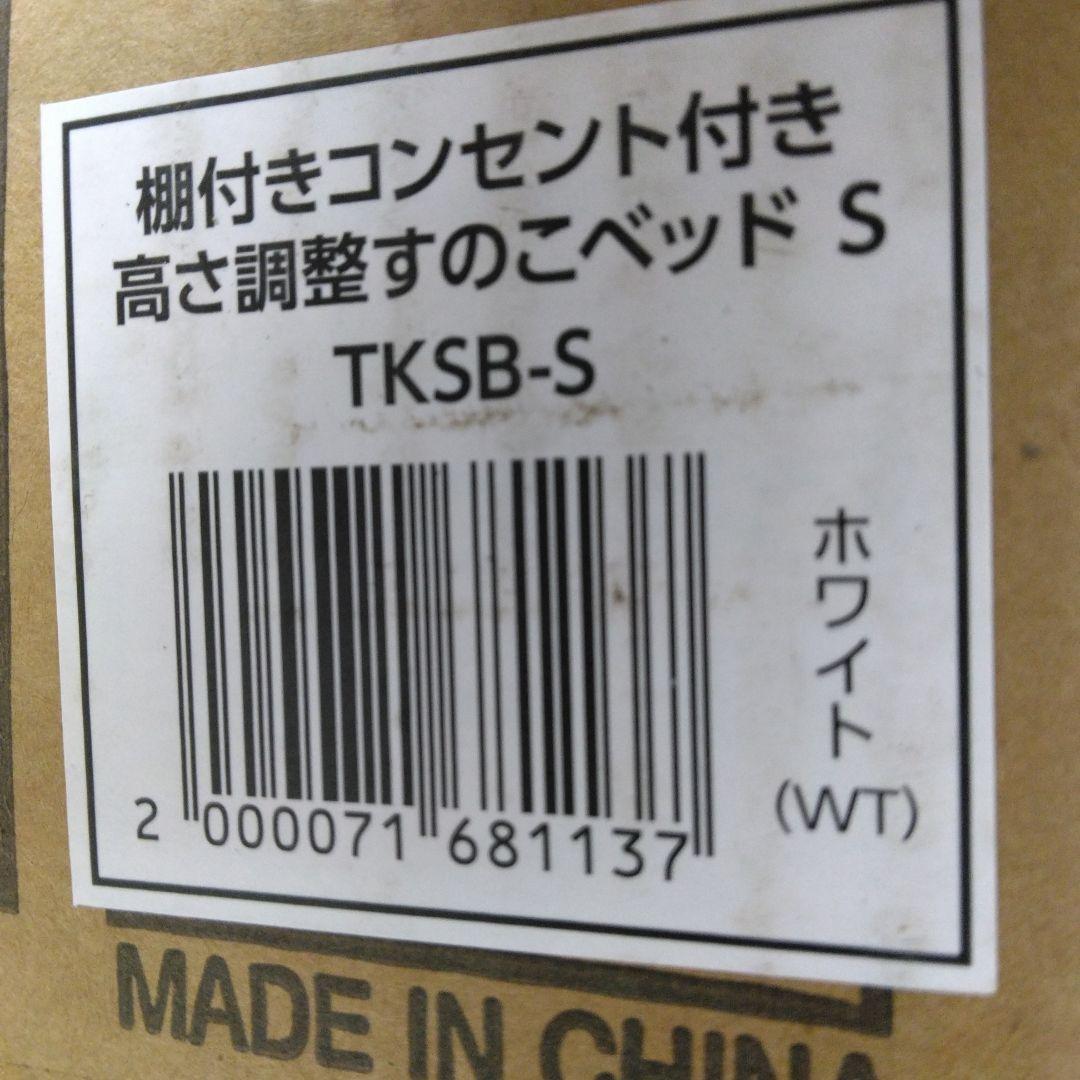 棚付きコンセント付き
高さ調整すのこベッド S
TKSB-S
ホワイト
(WT)
2 000071 681137
MADE IN CHINA